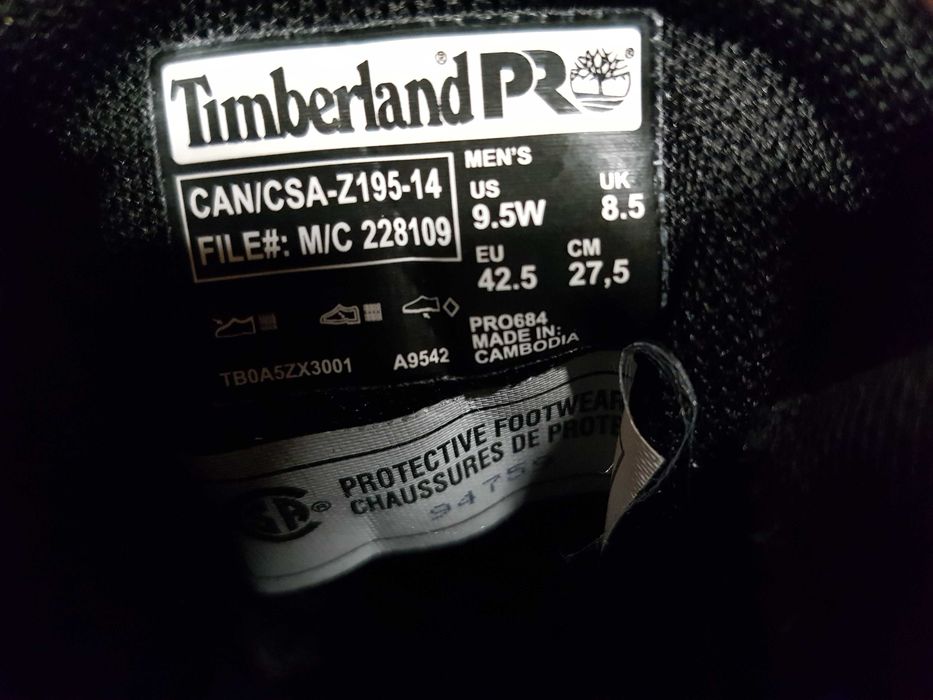 Timberland® PRO®
CAN/CSA-Z195-14
FILE#: M/C 228109
MEN'S
US
9.5W
UK
8.5
EU
42.5
CM
27,5
PRO684
MADE IN:
CAMBODIA
TB0A5ZX3001
A9542
PROTECTIVE FOOTWEAR
CHAUSSURES DE